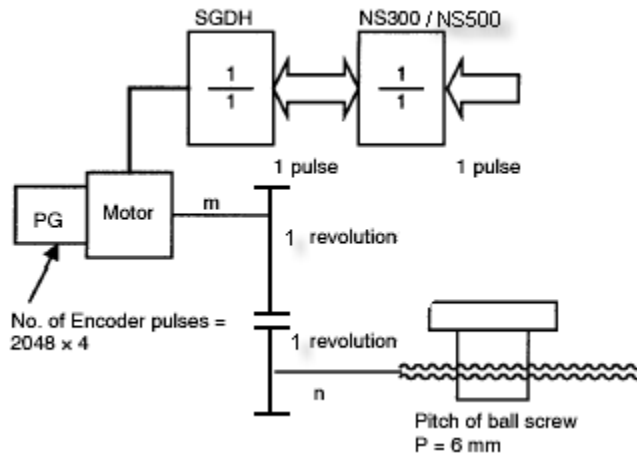 SGDH
NS300 / NS500
1
1
1
1
1 pulse
1 pulse
PG
Motor
m
1 revolution
No. of Encoder pulses =
2048 × 4
1 revolution
n
Pitch of ball screw
P = 6 mm